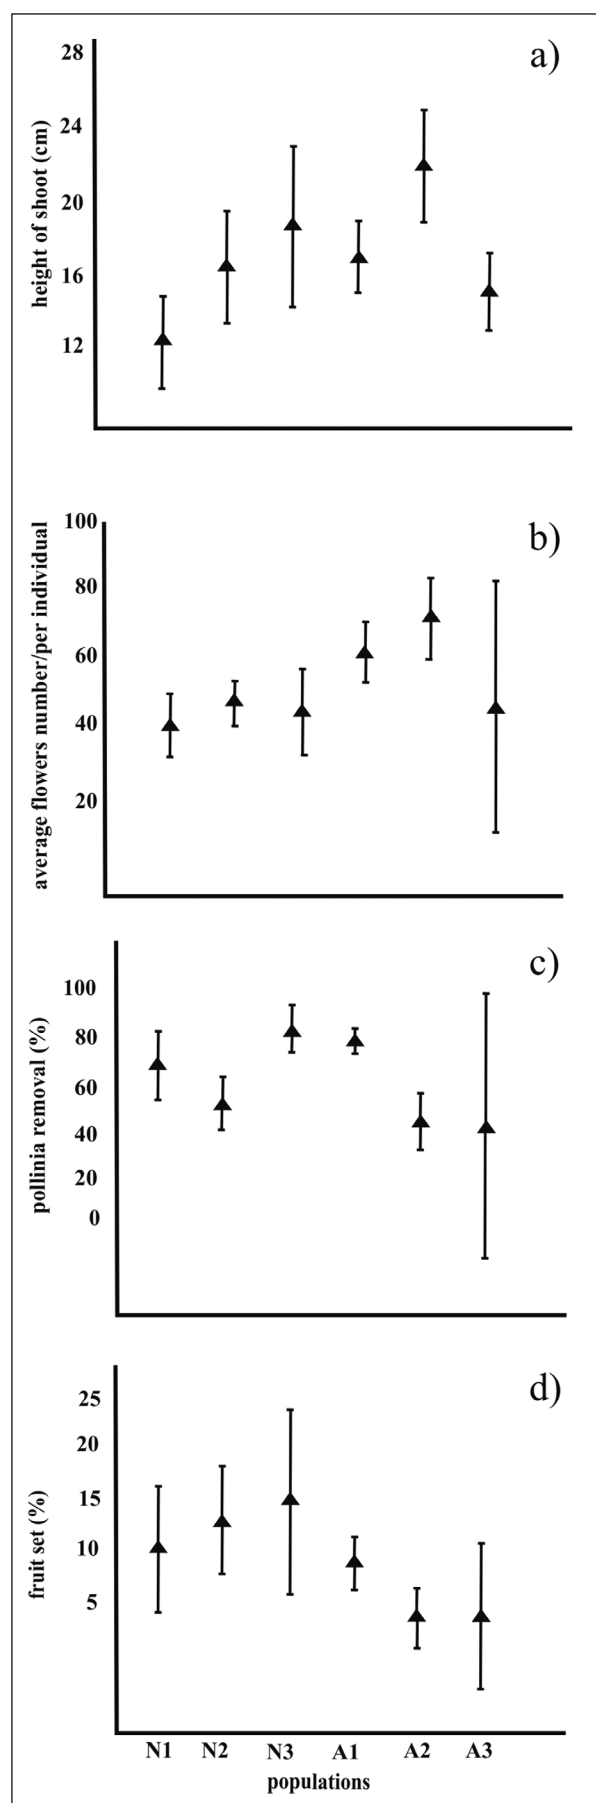 a)
height of shoot (cm)
28
24
20
16
12
b)
average flowers number/per individual
100
80
60
40
20
c)
pollinia removal (%)
100
80
60
40
20
0
d)
fruit set (%)
25
20
15
10
5
N1 N2 N3 A1 A2 A3
populations